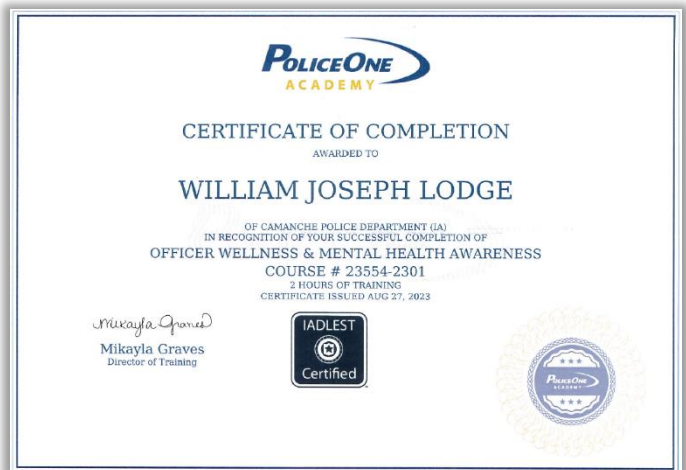 POLICEONE
ACADEMY
CERTIFICATE OF COMPLETION
AWARDED TO
WILLIAM JOSEPH LODGE
OF CAMANCHE POLICE DEPARTMENT (IA)
IN RECOGNITION OF YOUR SUCCESSFUL COMPLETION OF
OFFICER WELLNESS & MENTAL HEALTH AWARENESS
COURSE # 23554-2301
2 HOURS OF TRAINING
CERTIFICATE ISSUED AUG 27, 2023
Mikayla Graves
Mikayla Graves
Director of Training
IADLEST
Certified
POLICEONE
ACADEMY